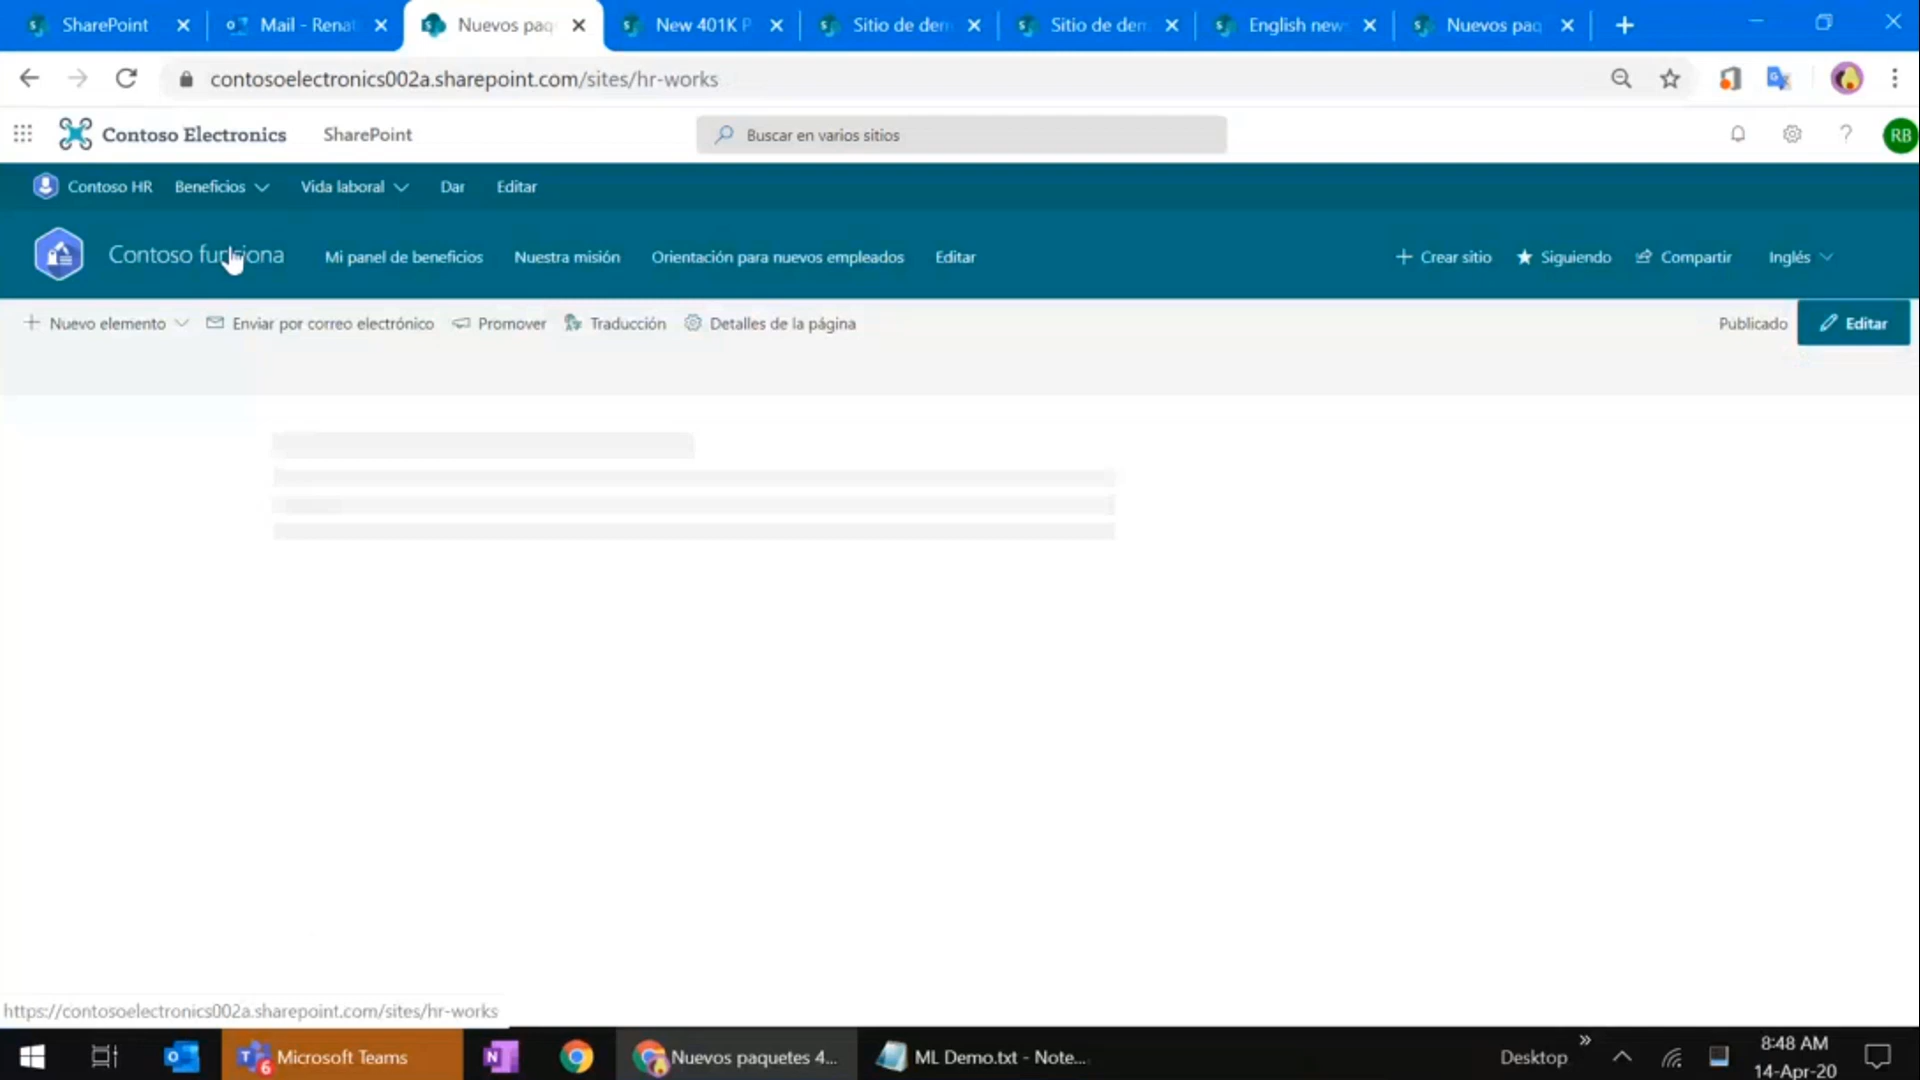 SharePoint
Mail - Renat
Nuevos paq
New 401K P
Sitio de dem
Sitio de dem
English new
Nuevos paq
contosoelectronics002a.sharepoint.com/sites/hr-works
Contoso Electronics SharePoint Buscar en varios sitios ? RB
Contoso HR Beneficios Vida laboral Dar Editar
Contoso funciona Mi panel de beneficios Nuestra misión Orientación para nuevos empleados Editar + Crear sitio Siguiendo Compartir Inglés
+ Nuevo elemento Enviar por correo electrónico Promover Traducción Detalles de la página Publicado Editar
https://contosoelectronics002a.sharepoint.com/sites/hr-works
6 Microsoft Teams Nuevos paquetes 4... ML Demo.txt - Note... Desktop » 8:48 AM
14-Apr-20